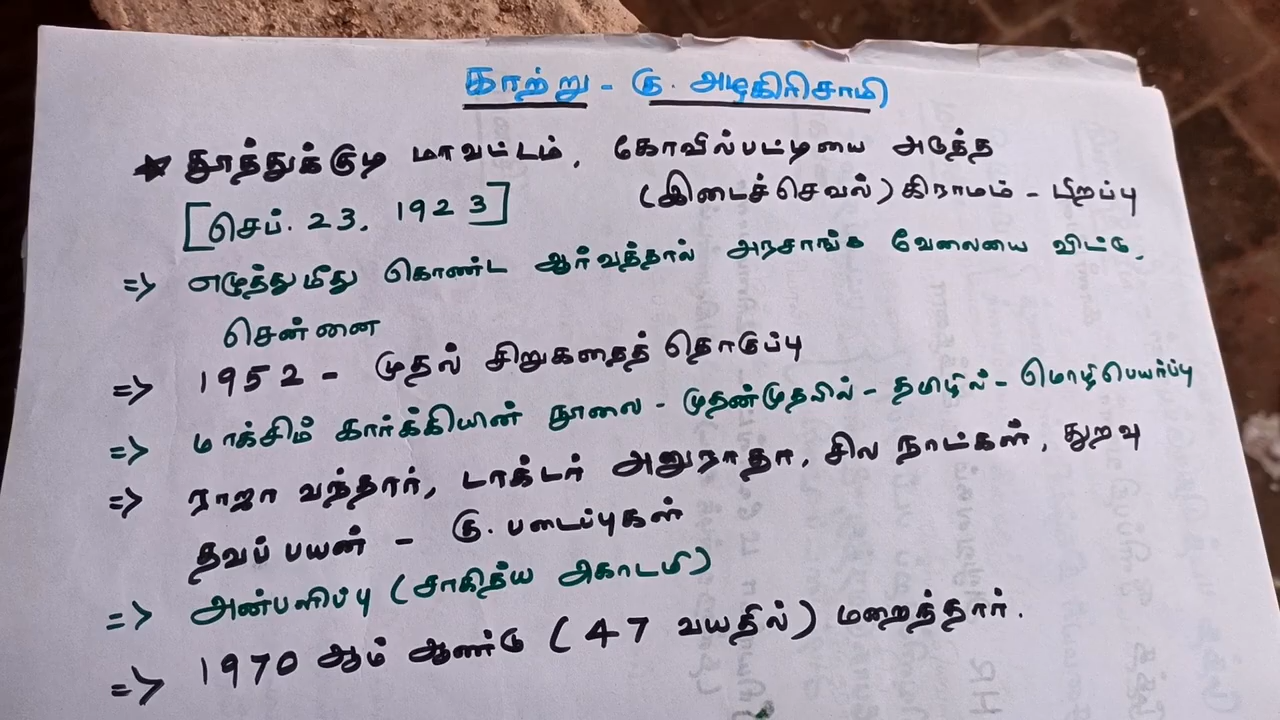 காற்று - கு. அழகிரிசாமி
★ தூத்துக்குடி மாவட்டம், கோவில்பட்டியை அடுத்த
(இடைச்செவல்) கிராமம் - பிறப்பு
[செப். 23, 1923]
=> எழுத்துமீது கொண்ட ஆர்வத்தால் அரசாங்க வேலையை விட்டு,
சென்னை
=> 1952 - முதல் சிறுகதைத் தொகுப்பு
=> மாக்சிம் கார்க்கியின் நூலை - முதன்முதலில் - தமிழில் - மொழிபெயர்ப்பு
=> ராஜா வந்தார், டாக்டர் அனுராதா, சில நாட்கள், துறவு
தவப் பயன் - கு. படைப்புகள்
=> அன்பளிப்பு (சாகித்ய அகாடமி)
=> 1970 ஆம் ஆண்டு (47 வயதில்) மறைந்தார்.